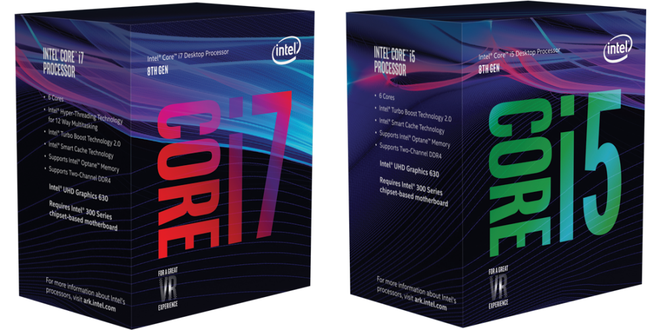 INTEL® CORE™ i7
PROCESSOR
• 6 Cores
• Intel® Hyper-Threading Technology
for 12 Way Multitasking
• Intel® Turbo Boost Technology 2.0
• Intel® Smart Cache Technology
• Supports Intel® Optane™ Memory
• Supports Two-Channel DDR4
Intel® UHD Graphics 630
Requires Intel® 300 Series
chipset-based motherboard
For more information about Intel's
processors, visit ark.intel.com
Intel® Core™ i7 Desktop Processor
8TH GEN
intel
CORE i7
FOR A GREAT
VR
EXPERIENCE
INTEL® CORE™ i5
PROCESSOR
• 6 Cores
• Intel® Turbo Boost Technology 2.0
• Intel® Smart Cache Technology
• Supports Intel® Optane™ Memory
• Supports Two-Channel DDR4
Intel® UHD Graphics 630
Requires Intel® 300 Series
chipset-based motherboard
For more information about Intel's
processors, visit ark.intel.com
Intel® Core™ i5 Desktop Processor
8TH GEN
intel
CORE i5
FOR A GREAT
VR
EXPERIENCE